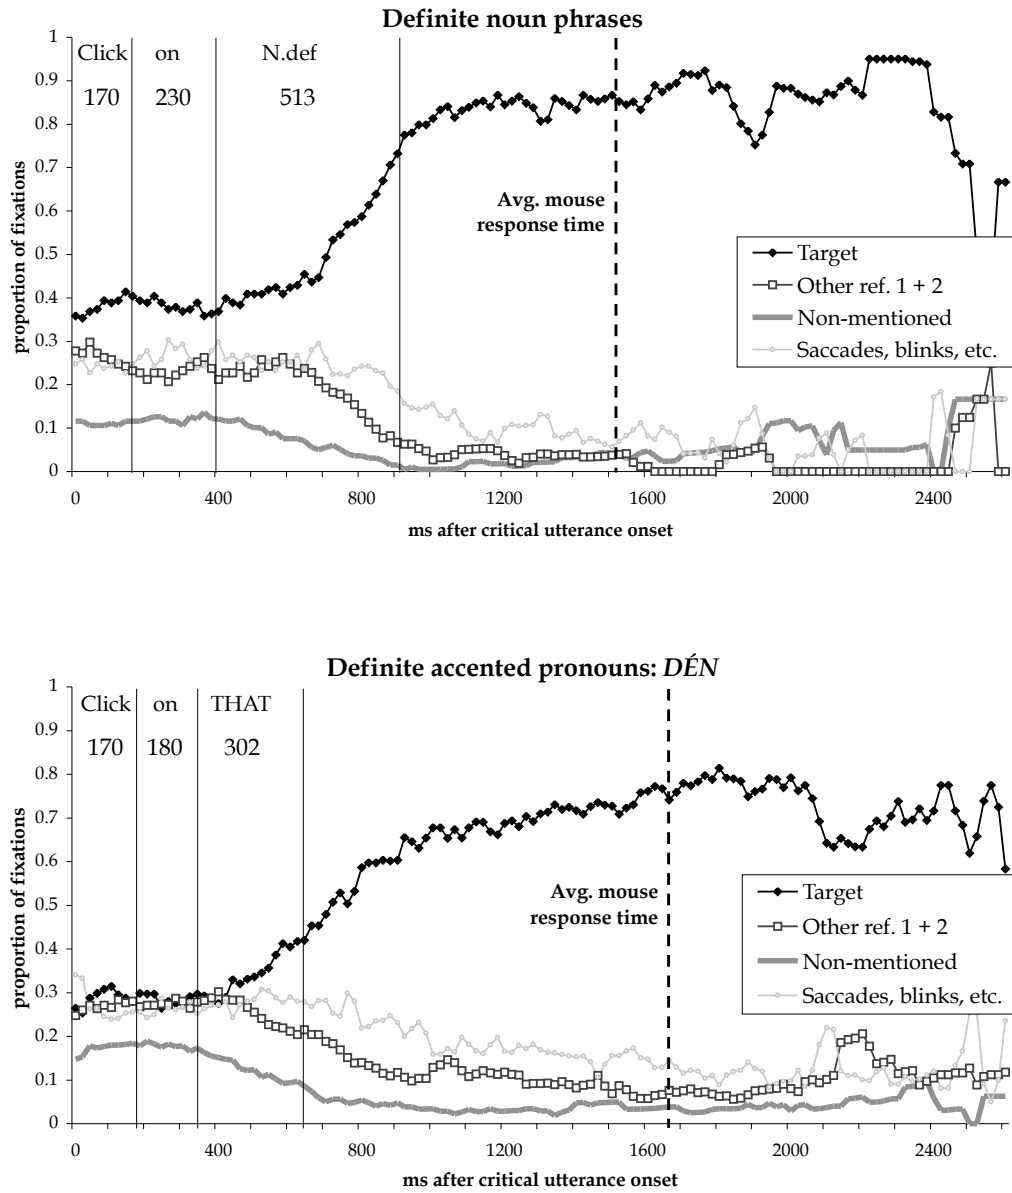 Definite noun phrases
1
0.9
0.8
0.7
0.6
0.5
0.4
0.3
0.2
0.1
0
proportion of fixations
Click on N.def
170 230 513
Avg. mouse
response time
Target
Other ref. 1 + 2
Non-mentioned
Saccades, blinks, etc.
0 400 800 1200 1600 2000 2400
ms after critical utterance onset
Definite accented pronouns: DÉN
1
0.9
0.8
0.7
0.6
0.5
0.4
0.3
0.2
0.1
0
proportion of fixations
Click on THAT
170 180 302
Avg. mouse
response time
Target
Other ref. 1 + 2
Non-mentioned
Saccades, blinks, etc.
0 400 800 1200 1600 2000 2400
ms after critical utterance onset